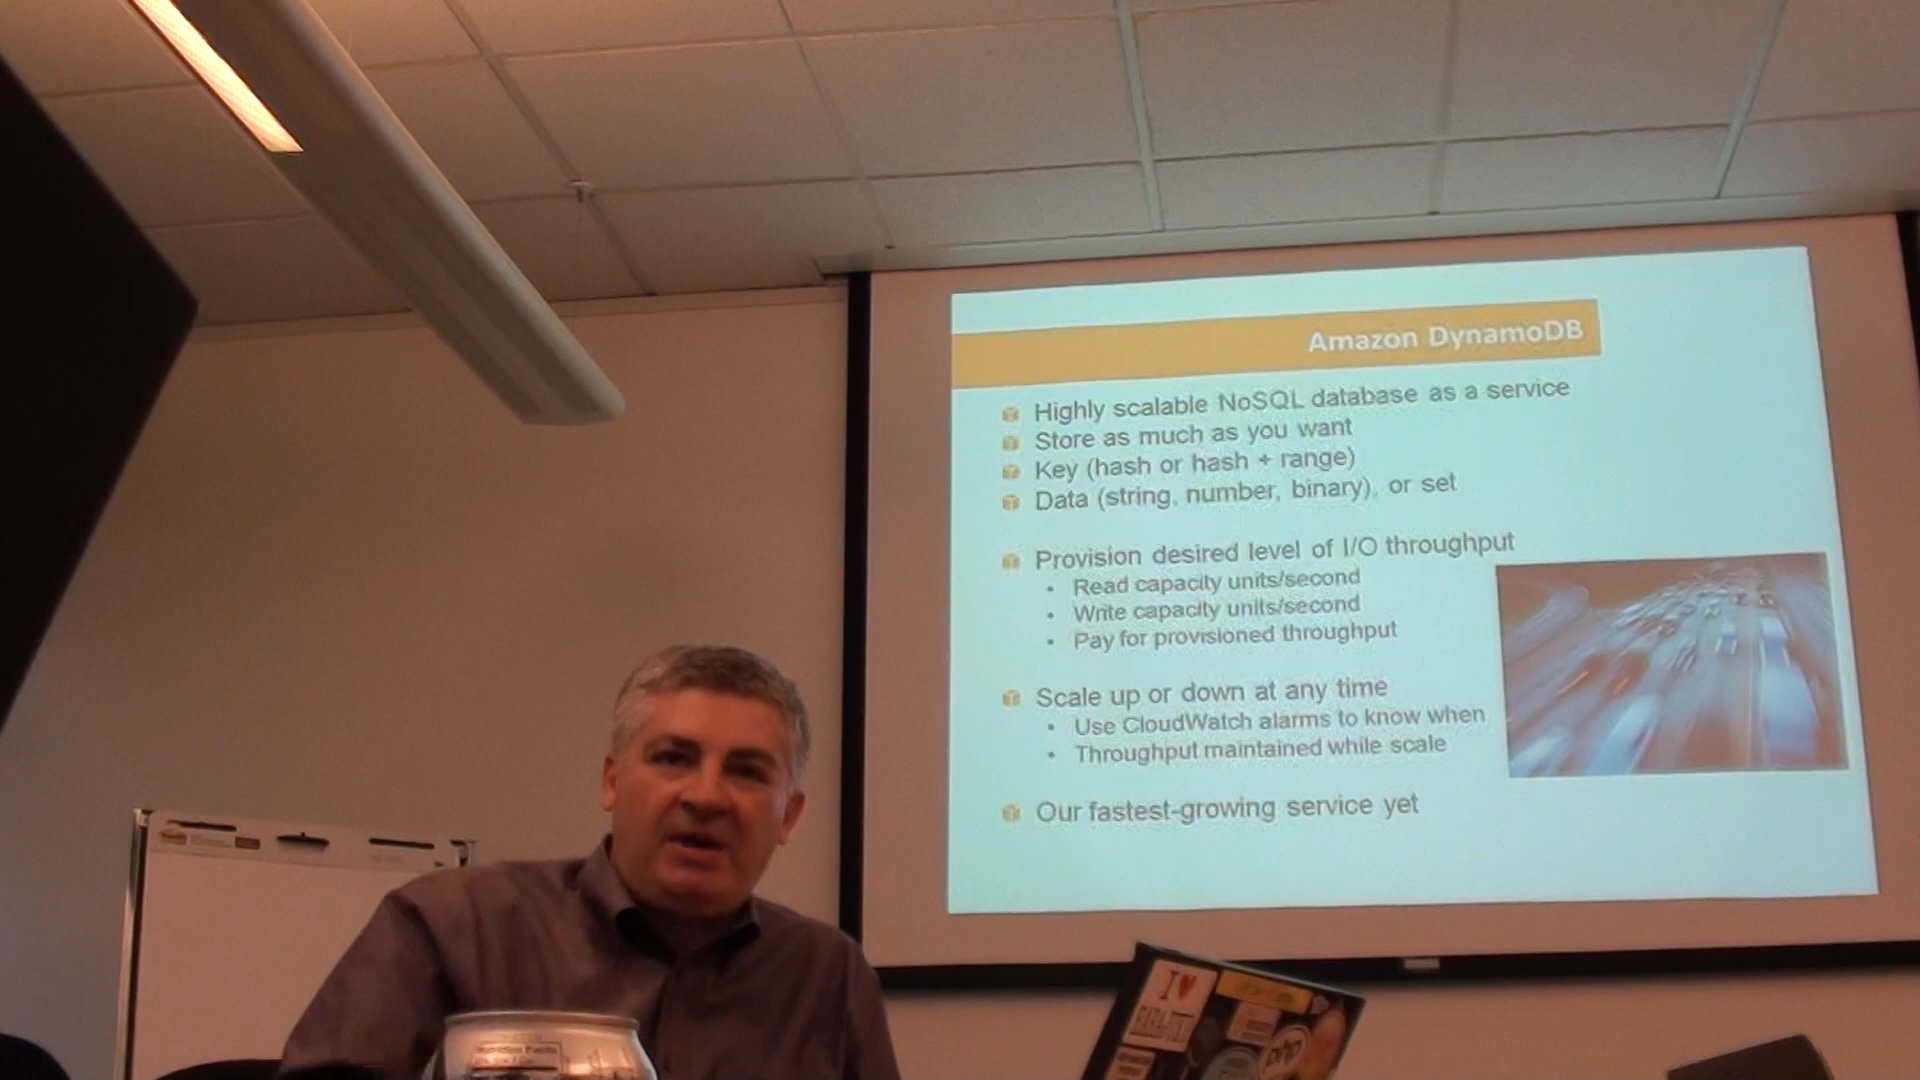 Amazon DynamoDB
Highly scalable NoSQL database as a service
Store as much as you want
Key (hash or hash + range)
Data (string, number, binary), or set
Provision desired level of I/O throughput
• Read capacity units/second
• Write capacity units/second
• Pay for provisioned throughput
Scale up or down at any time
• Use CloudWatch alarms to know when
• Throughput maintained while scale
Our fastest-growing service yet
I
php
Nutrition Facts